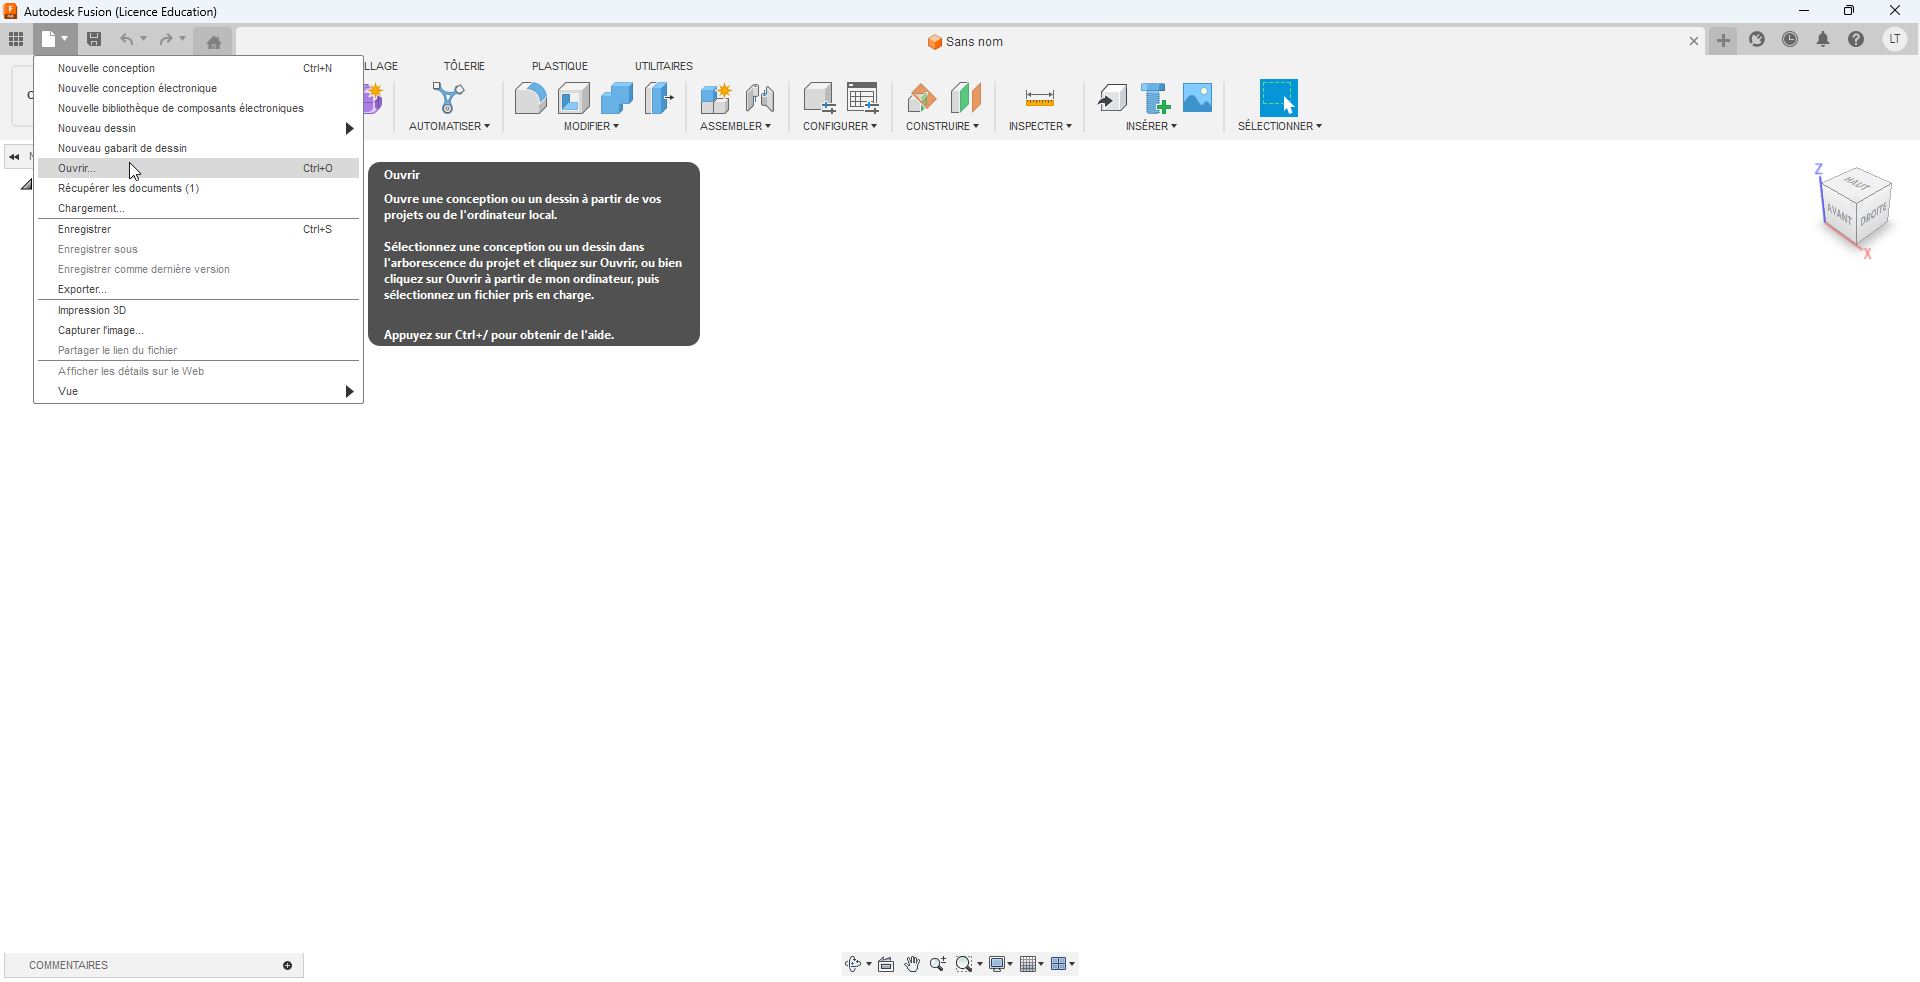 Autodesk Fusion (Licence Education)
Sans nom
LT
LLAGE
TÔLERIE
PLASTIQUE
UTILITAIRES
AUTOMATISER
MODIFIER
ASSEMBLER
CONFIGURER
CONSTRUIRE
INSPECTER
INSÉRER
SÉLECTIONNER
Nouvelle conception Ctrl+N
Nouvelle conception électronique
Nouvelle bibliothèque de composants électroniques
Nouveau dessin
Nouveau gabarit de dessin
Ouvrir... Ctrl+O
Récupérer les documents (1)
Chargement...
Enregistrer Ctrl+S
Enregistrer sous
Enregistrer comme dernière version
Exporter...
Impression 3D
Capturer l'image...
Partager le lien du fichier
Afficher les détails sur le Web
Vue
Ouvrir
Ouvre une conception ou un dessin à partir de vos
projets ou de l'ordinateur local.
Sélectionnez une conception ou un dessin dans
l'arborescence du projet et cliquez sur Ouvrir, ou bien
cliquez sur Ouvrir à partir de mon ordinateur, puis
sélectionnez un fichier pris en charge.
Appuyez sur Ctrl+/ pour obtenir de l'aide.
Z
HAUT
AVANT
DROITE
X
COMMENTAIRES